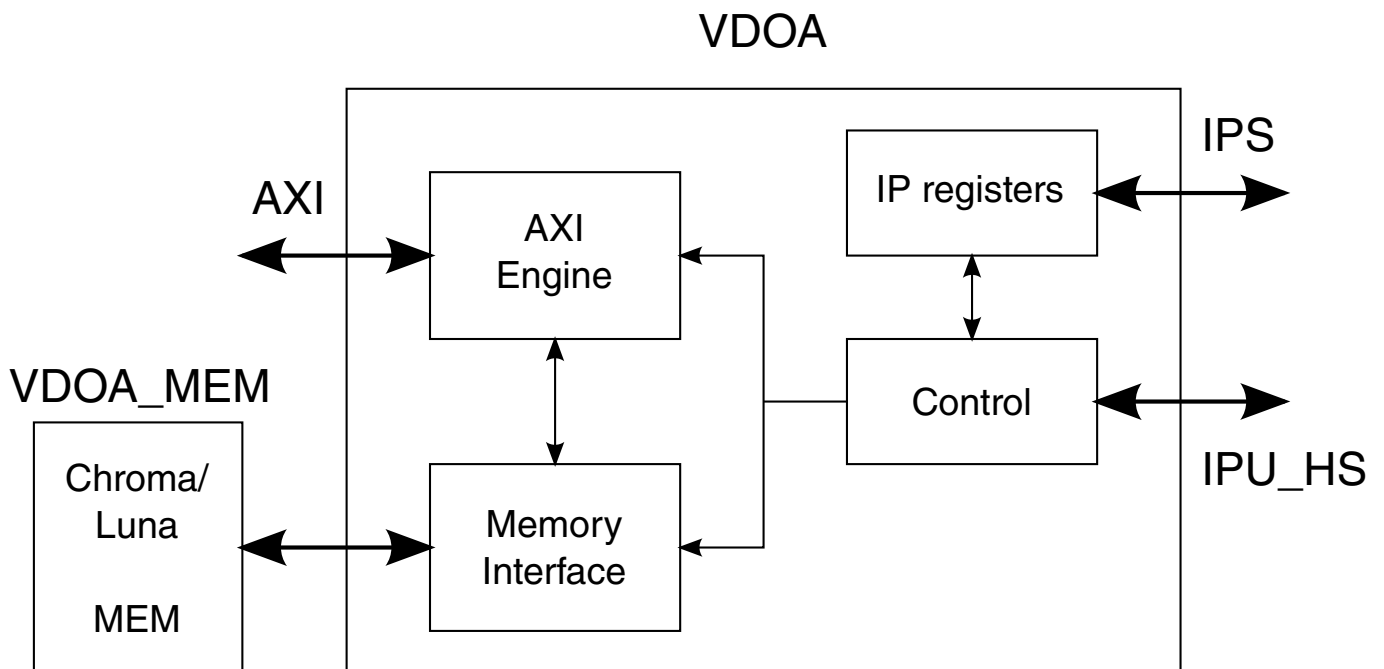 VDOA
IPS
IP registers
AXI
AXI
Engine
VDOA_MEM
Control
Chroma/
Luna
MEM
IPU_HS
Memory
Interface